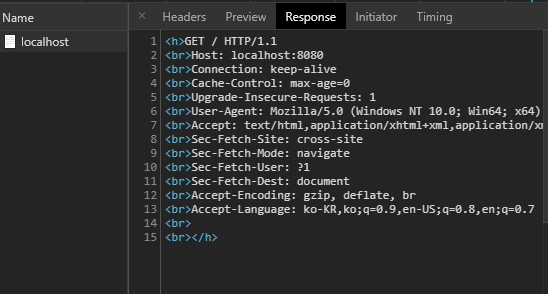 Name
× Headers Preview Response Initiator Timing
localhost
1 <h>GET / HTTP/1.1
2 <br>Host: localhost:8080
3 <br>Connection: keep-alive
4 <br>Cache-Control: max-age=0
5 <br>Upgrade-Insecure-Requests: 1
6 <br>User-Agent: Mozilla/5.0 (Windows NT 10.0; Win64; x64)
7 <br>Accept: text/html,application/xhtml+xml,application/xm
8 <br>Sec-Fetch-Site: cross-site
9 <br>Sec-Fetch-Mode: navigate
10 <br>Sec-Fetch-User: ?1
11 <br>Sec-Fetch-Dest: document
12 <br>Accept-Encoding: gzip, deflate, br
13 <br>Accept-Language: ko-KR,ko;q=0.9,en-US;q=0.8,en;q=0.7
14 <br>
15 <br></h>